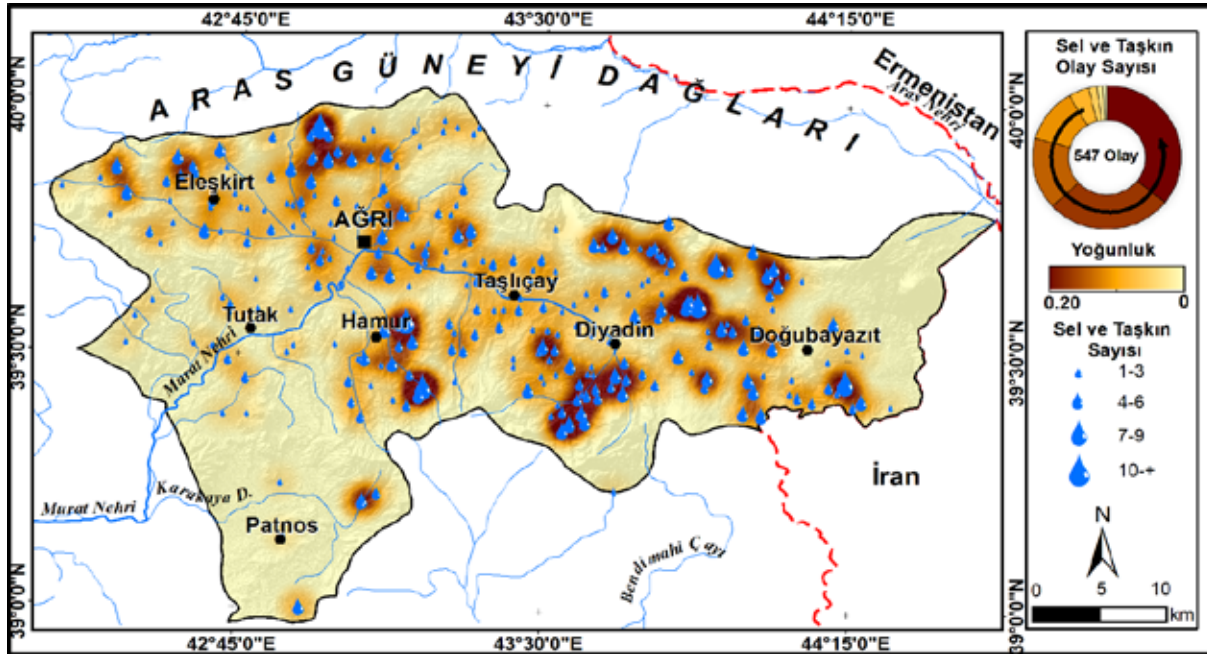 42°45'0"E
43°30'0"E
44°15'0"E
ARAS GÜNEYİ DAĞLARI
Ermenistan
Aras Nehri
40°0'0"N
40°0'0"N
Eleşkirt
AĞRI
Taşlıçay
Tutak
Hamur
Diyadin
Doğubayazıt
Murat Nehri
39°30'0"N
39°30'0"N
İran
Karakaya D.
Murat Nehri
Patnos
Bendimahi Çayı
39°0'0"N
39°0'0"N
42°45'0"E
43°30'0"E
44°15'0"E
Sel ve Taşkın
Olay Sayısı
547 Olay
Yoğunluk
0.20 0
Sel ve Taşkın
Sayısı
1-3
4-6
7-9
10-+
N
0 5 10
km